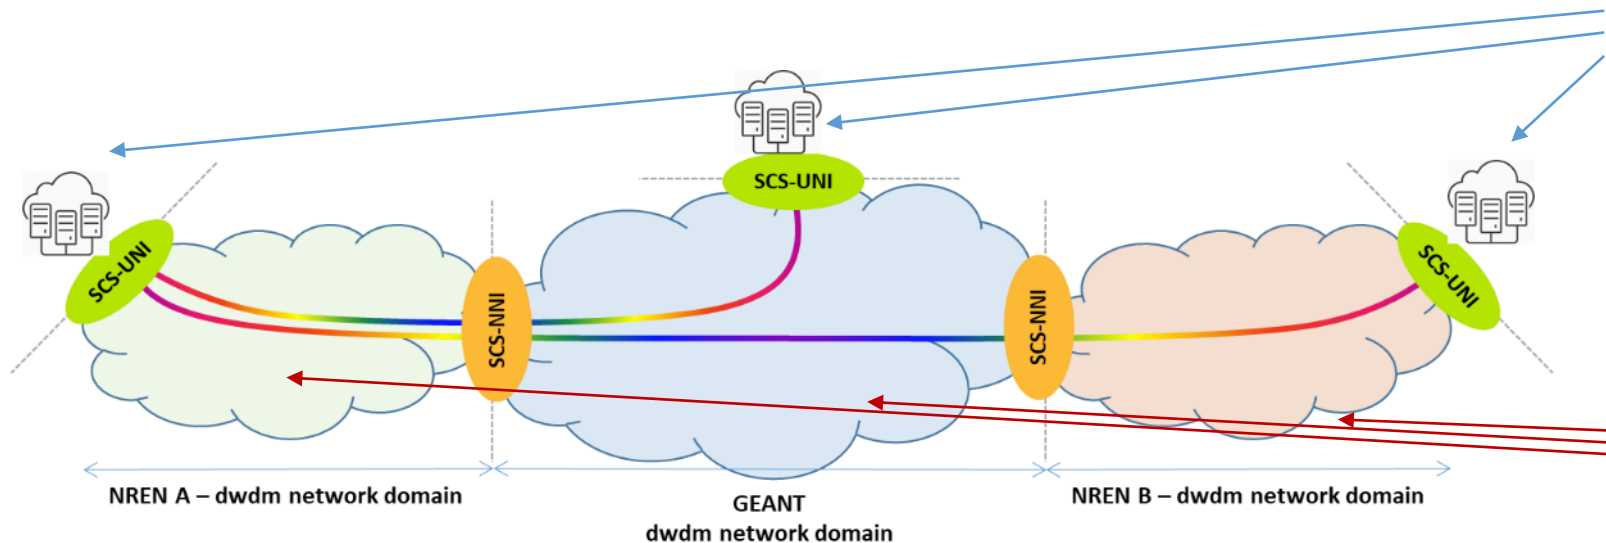 SCS-UNI
SCS-UNI
SCS-UNI
SCS-NNI
SCS-NNI
NREN A – dwdm network domain
GEANT
dwdm network domain
NREN B – dwdm network domain